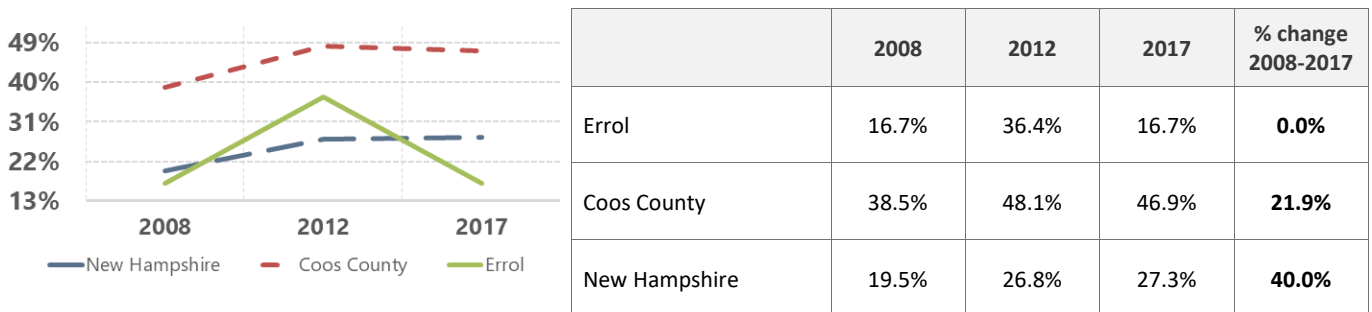 49%
40%
31%
22%
13%
2008 2012 2017
New Hampshire Coos County Errol
2008 2012 2017 % change
2008-2017
Errol 16.7% 36.4% 16.7% 0.0%
Coos County 38.5% 48.1% 46.9% 21.9%
New Hampshire 19.5% 26.8% 27.3% 40.0%